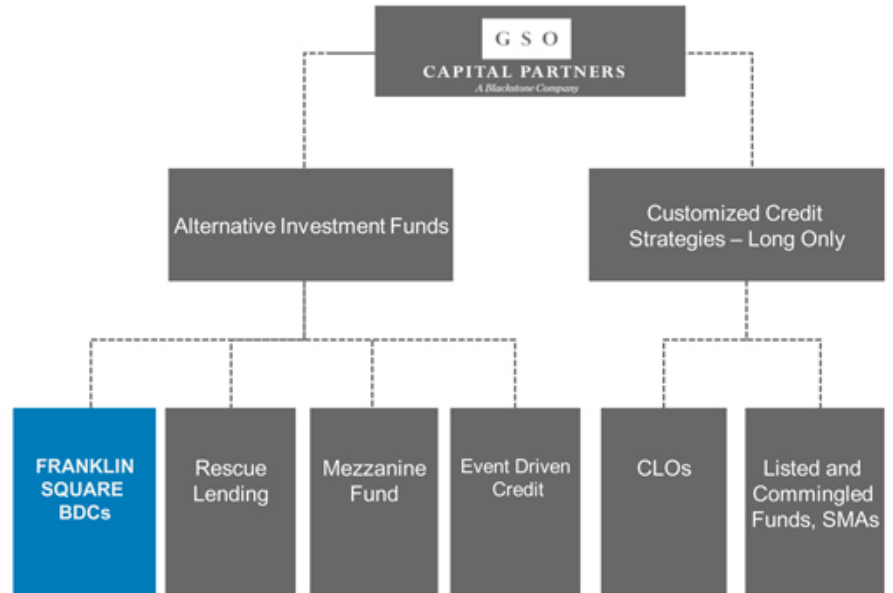 G S O
CAPITAL PARTNERS
A Blackstone Company
Alternative Investment Funds
Customized Credit
Strategies – Long Only
FRANKLIN
SQUARE
BDCs
Rescue
Lending
Mezzanine
Fund
Event Driven
Credit
CLOs
Listed and
Commingled
Funds, SMAs